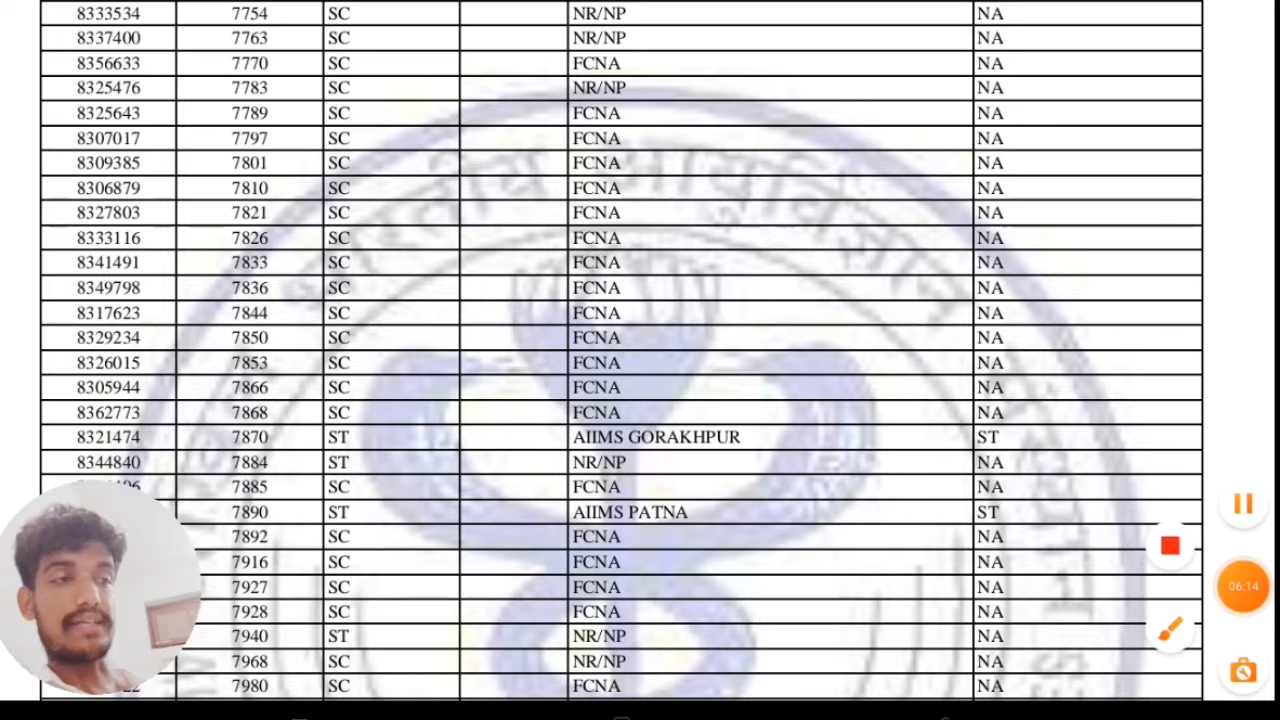 8333534 7754 SC NR/NP NA
8337400 7763 SC NR/NP NA
8356633 7770 SC FCNA NA
8325476 7783 SC NR/NP NA
8325643 7789 SC FCNA NA
8307017 7797 SC FCNA NA
8309385 7801 SC FCNA NA
8306879 7810 SC FCNA NA
8327803 7821 SC FCNA NA
8333116 7826 SC FCNA NA
8341491 7833 SC FCNA NA
8349798 7836 SC FCNA NA
8317623 7844 SC FCNA NA
8329234 7850 SC FCNA NA
8326015 7853 SC FCNA NA
8305944 7866 SC FCNA NA
8362773 7868 SC FCNA NA
8321474 7870 ST AIIMS GORAKHPUR ST
8344840 7884 ST NR/NP NA
7885 SC FCNA NA
7890 ST AIIMS PATNA ST
7892 SC FCNA NA
7916 SC FCNA NA
7927 SC FCNA NA
7928 SC FCNA NA
7940 ST NR/NP NA
7968 SC NR/NP NA
7980 SC FCNA NA
06:14